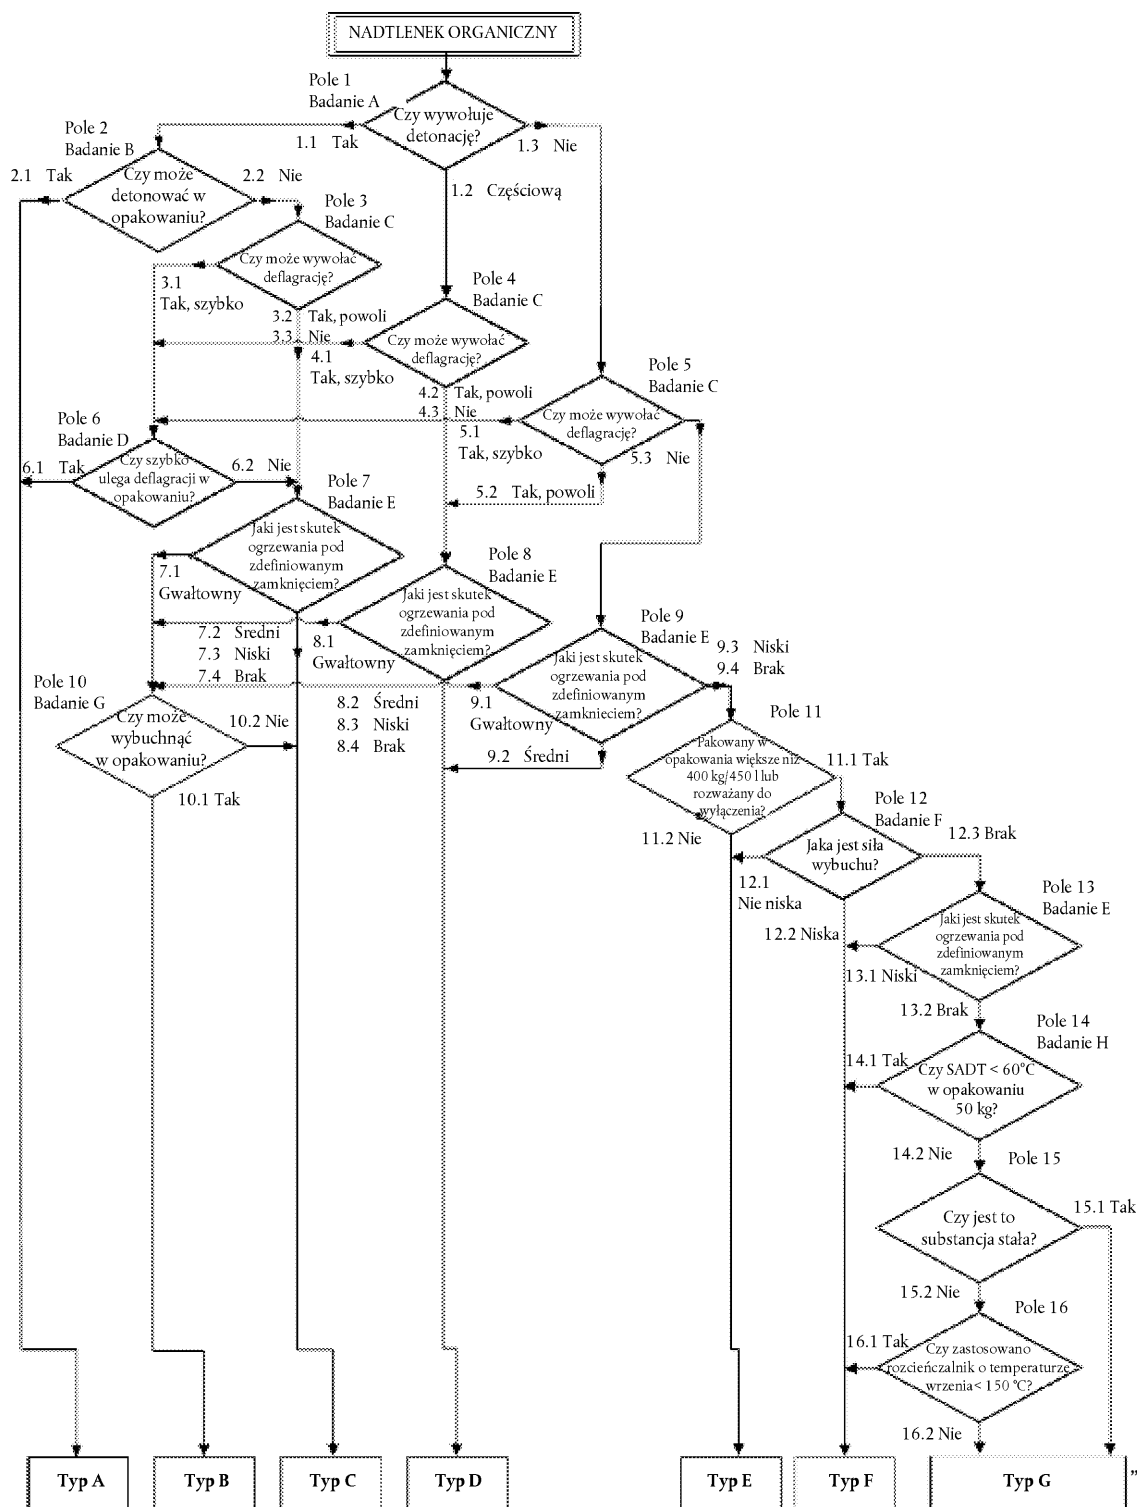 NADTLENEK ORGANICZNY
Pole 1
Badanie A
Czy wywołuje
detonację?
1.1 Tak
1.3 Nie
1.2 Częściową
Pole 2
Badanie B
2.1 Tak
Czy może
detonować w
opakowaniu?
2.2 Nie
Pole 3
Badanie C
Czy może wywołać
deflagrację?
3.1
Tak, szybko
3.2 Tak, powoli
3.3 Nie
Pole 4
Badanie C
Czy może wywołać
deflagrację?
4.1
Tak, szybko
4.2 Tak, powoli
4.3 Nie
Pole 5
Badanie C
Czy może wywołać
deflagrację?
5.1
Tak, szybko
5.3 Nie
5.2 Tak, powoli
Pole 6
Badanie D
6.1 Tak
Czy szybko
ulega deflagracji w
opakowaniu?
6.2 Nie
Pole 7
Badanie E
Jaki jest skutek
ogrzewania pod
zdefiniowanym
zamknięciem?
7.1
Gwałtowny
7.2 Średni
7.3 Niski
7.4 Brak
Pole 8
Badanie E
Jaki jest skutek
ogrzewania pod
zdefiniowanym
zamknięciem?
8.1
Gwałtowny
8.2 Średni
8.3 Niski
8.4 Brak
Pole 9
Badanie E
Jaki jest skutek
ogrzewania pod
zdefiniowanym
zamknieciem?
9.1
Gwałtowny
9.2 Średni
9.3 Niski
9.4 Brak
Pole 10
Badanie G
Czy może
wybuchnąć
w opakowaniu?
10.2 Nie
10.1 Tak
Pole 11
Pakowany w
opakowania większe niż
400 kg/450 l lub
rozważany do
wyłączenia?
11.1 Tak
11.2 Nie
Pole 12
Badanie F
Jaka jest siła
wybuchu?
12.1
Nie niska
12.3 Brak
12.2 Niska
Pole 13
Badanie E
Jaki jest skutek
ogrzewania pod
zdefiniowanym
zamknięciem?
13.1 Niski
13.2 Brak
Pole 14
Badanie H
14.1 Tak
Czy SADT < 60°C
w opakowaniu
50 kg?
14.2 Nie
Pole 15
Czy jest to
substancja stała?
15.1 Tak
15.2 Nie
Pole 16
16.1 Tak
Czy zastosowano
rozcieńczalnik o temperaturze
wrzenia< 150 °C?
16.2 Nie
Typ A
Typ B
Typ C
Typ D
Typ E
Typ F
Typ G
”